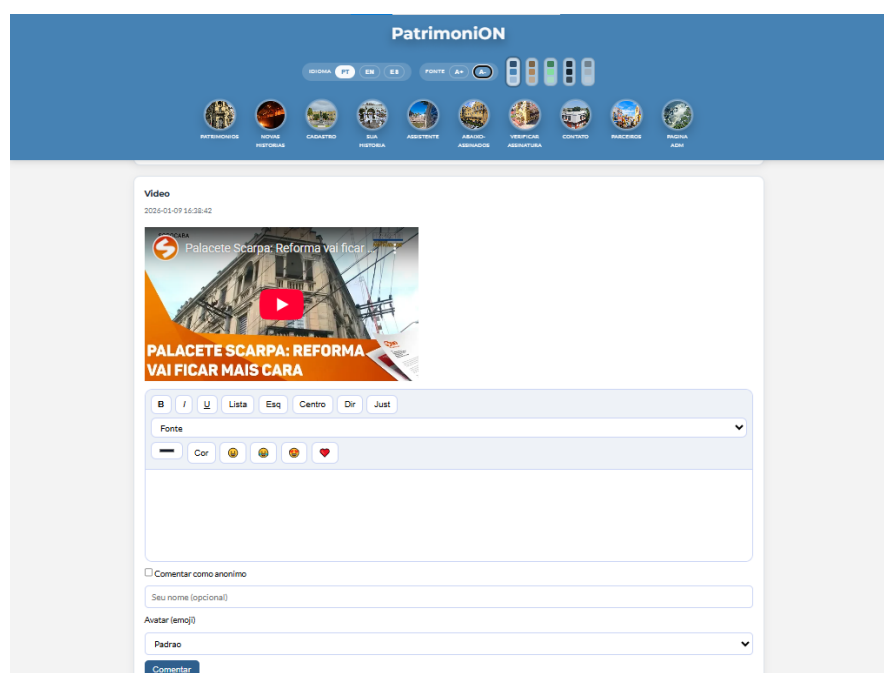 PatrimoniON
IDIOMA PT EN ES FONTE A+ A-
PATRIMONIOS
NOVAS
HISTORIAS
CADASTRO
SUA
HISTORIA
ASSISTENTE
ABAIXO-
ASSINADOS
VERIFICAR
ASSINATURA
CONTATO
PARCEIROS
PAGINA
ADM
Video
2026-01-09 16:38:42
SOROCABA
Palacete Scarpa: Reforma vai ficar
PALACETE SCARPA: REFORMA
VAI FICAR MAIS CARA
B I U Lista Esq Centro Dir Just
Fonte
Cor
Comentar como anonimo
Seu nome (opcional)
Avatar (emoji)
Padrao
Comentar